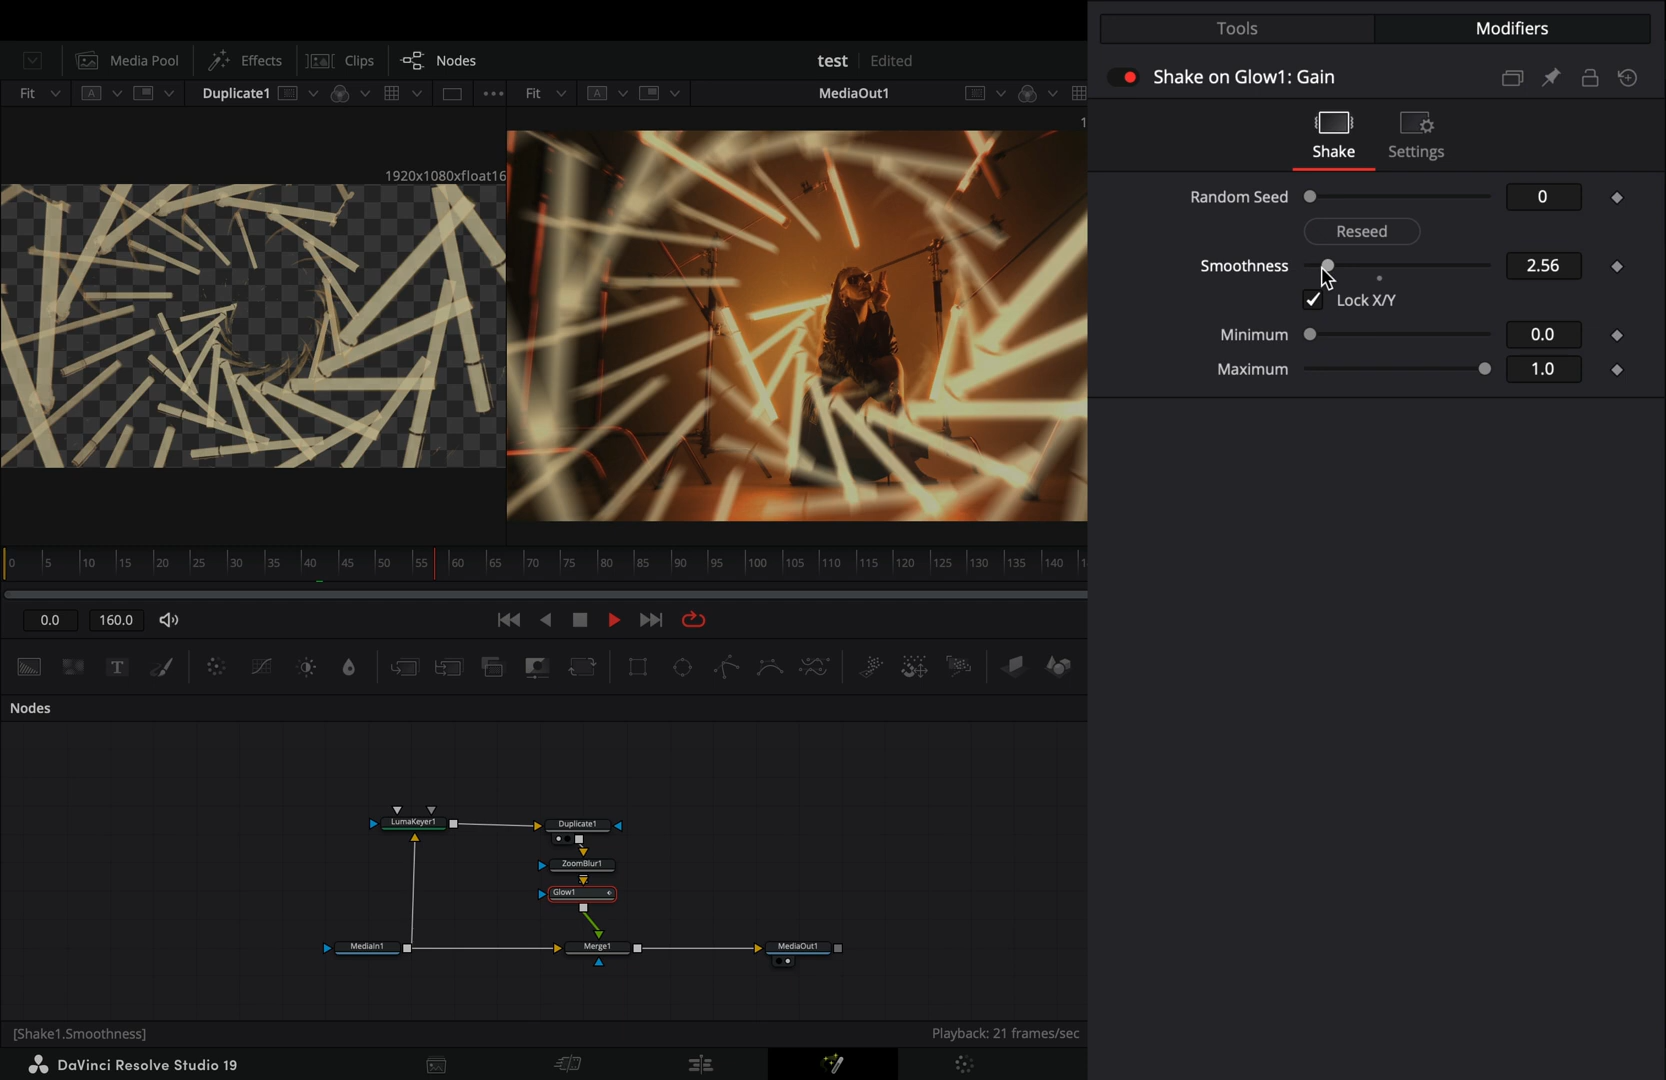 Tools
Modifiers
Media Pool
Effects
Clips
Nodes
test
Edited
Shake on Glow1: Gain
Fit
A
Duplicate1
Fit
A
MediaOut1
1
Shake
Settings
1920x1080xfloat16
Random Seed
0
Reseed
Smoothness
2.56
Lock X/Y
Minimum
0.0
Maximum
1.0
0 5 10 15 20 25 30 35 40 45 50 55 60 65 70 75 80 85 90 95 100 105 110 115 120 125 130 135 140 1
0.0
160.0
T
Nodes
LumaKeyer1
Duplicate1
ZoomBlur1
Glow1
MediaIn1
Merge1
MediaOut1
[Shake1.Smoothness]
Playback: 21 frames/sec
DaVinci Resolve Studio 19